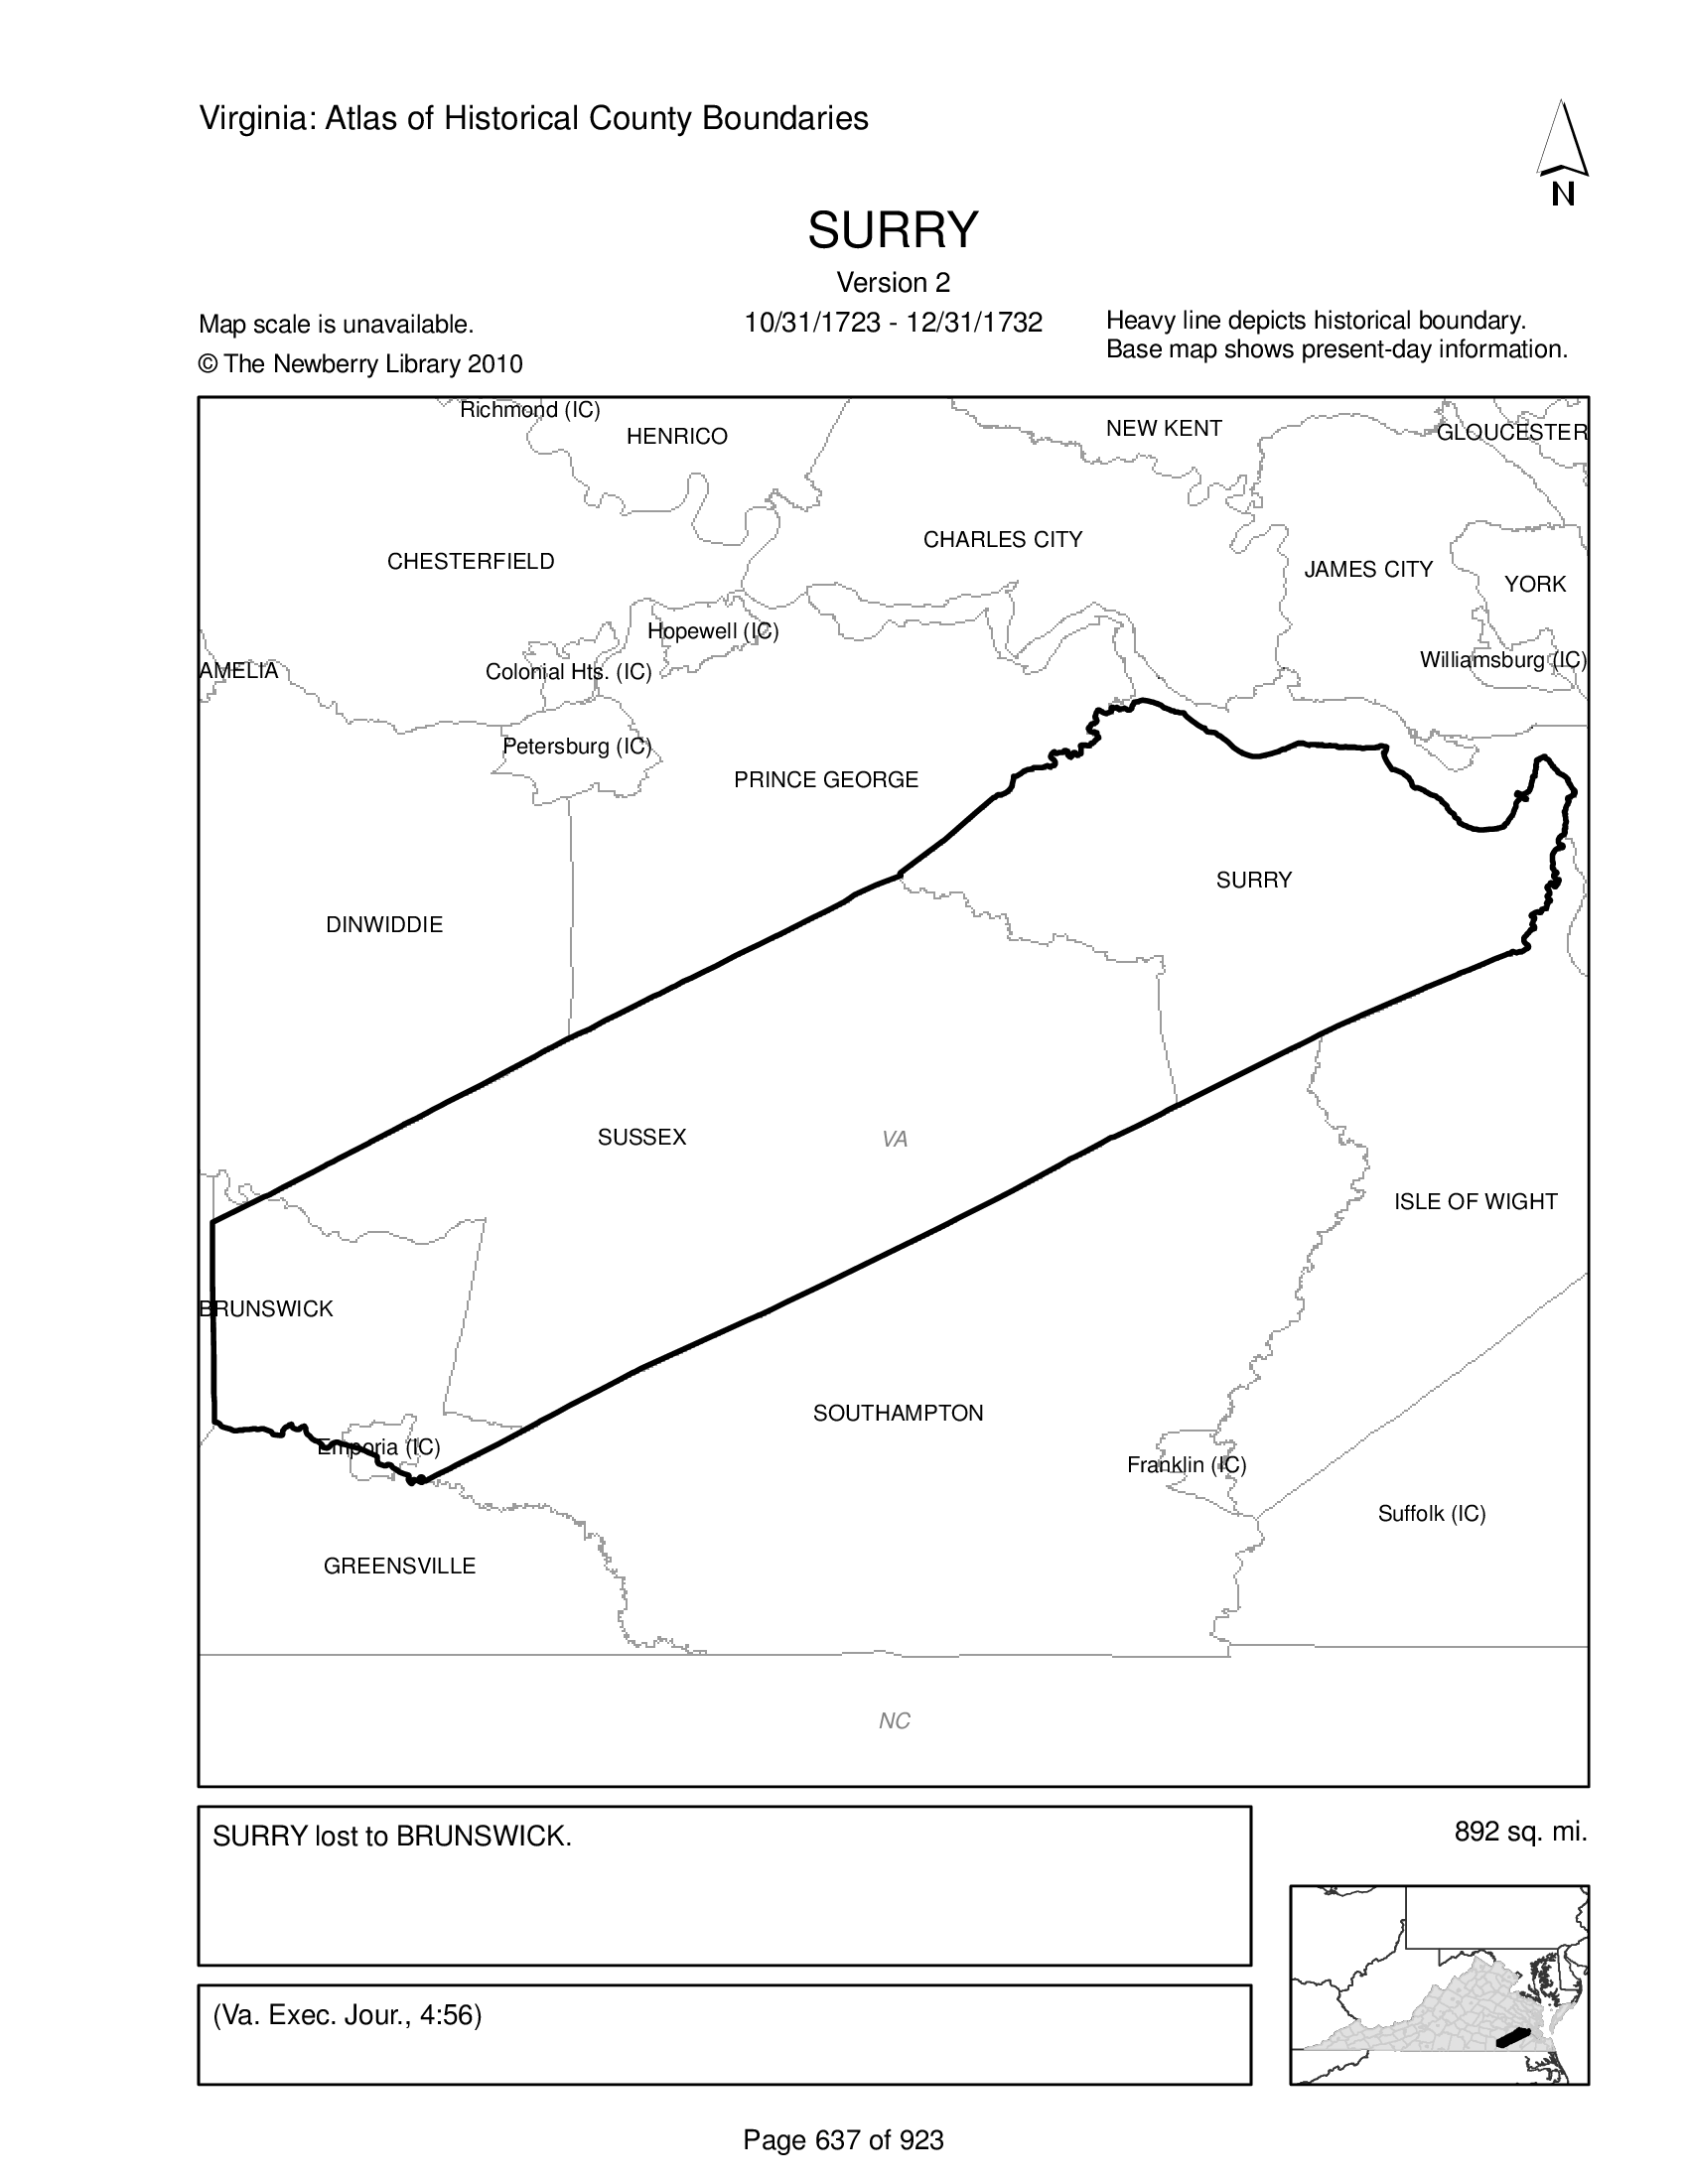 Virginia: Atlas of Historical County Boundaries
N
SURRY
Version 2
Map scale is unavailable.
10/31/1723 - 12/31/1732
Heavy line depicts historical boundary.
Base map shows present-day information.
© The Newberry Library 2010
Richmond (IC)
HENRICO
NEW KENT
GLOUCESTER
CHARLES CITY
CHESTERFIELD
JAMES CITY
YORK
Hopewell (IC)
AMELIA
Colonial Hts. (IC)
Williamsburg (IC)
Petersburg (IC)
PRINCE GEORGE
SURRY
DINWIDDIE
SUSSEX
VA
ISLE OF WIGHT
BRUNSWICK
SOUTHAMPTON
Emporia (IC)
Franklin (IC)
Suffolk (IC)
GREENSVILLE
NC
SURRY lost to BRUNSWICK.
892 sq. mi.
(Va. Exec. Jour., 4:56)
Page 637 of 923